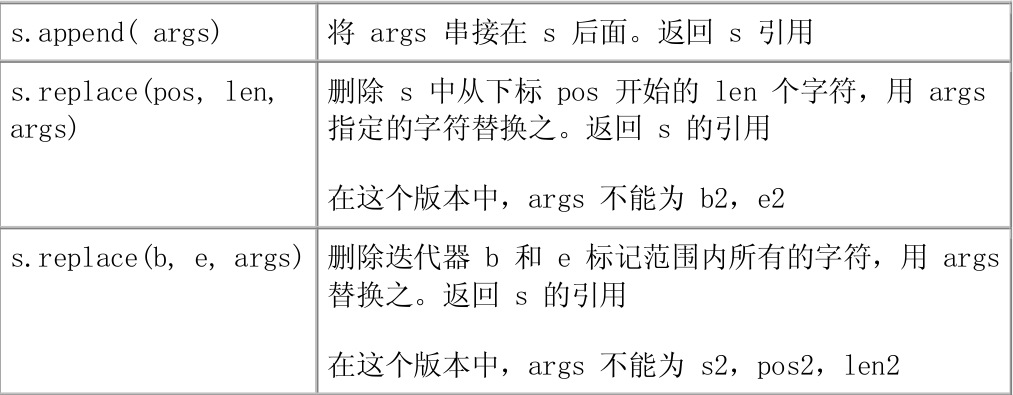 s.append( args)
将 args 串接在 s 后面。返回 s 引用
s.replace(pos, len,
args)
删除 s 中从下标 pos 开始的 len 个字符，用 args
指定的字符替换之。返回 s 的引用
在这个版本中，args 不能为 b2，e2
s.replace(b, e, args)
删除迭代器 b 和 e 标记范围内所有的字符，用 args
替换之。返回 s 的引用
在这个版本中，args 不能为 s2，pos2，len2